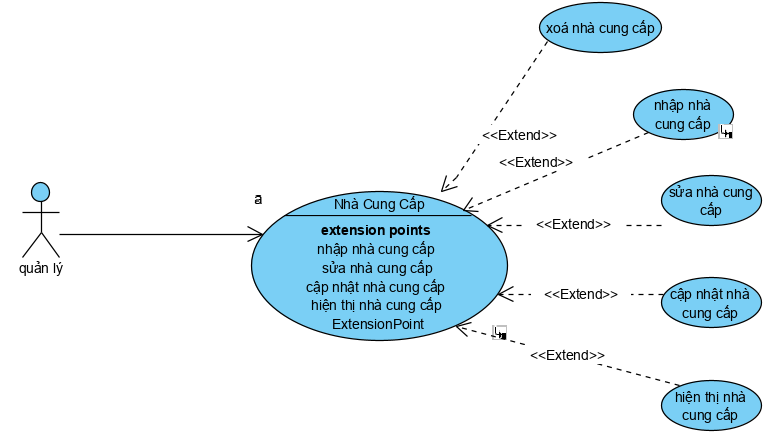 xoá nhà cung cấp
nhập nhà
cung cấp
<<Extend>>
<<Extend>>
sửa nhà cung
cấp
a
Nhà Cung Cấp
<<Extend>>
extension points
nhập nhà cung cấp
sửa nhà cung cấp
cập nhật nhà cung cấp
hiện thị nhà cung cấp
ExtensionPoint
quản lý
<<Extend>>
cập nhật nhà
cung cấp
<<Extend>>
hiện thị nhà
cung cấp